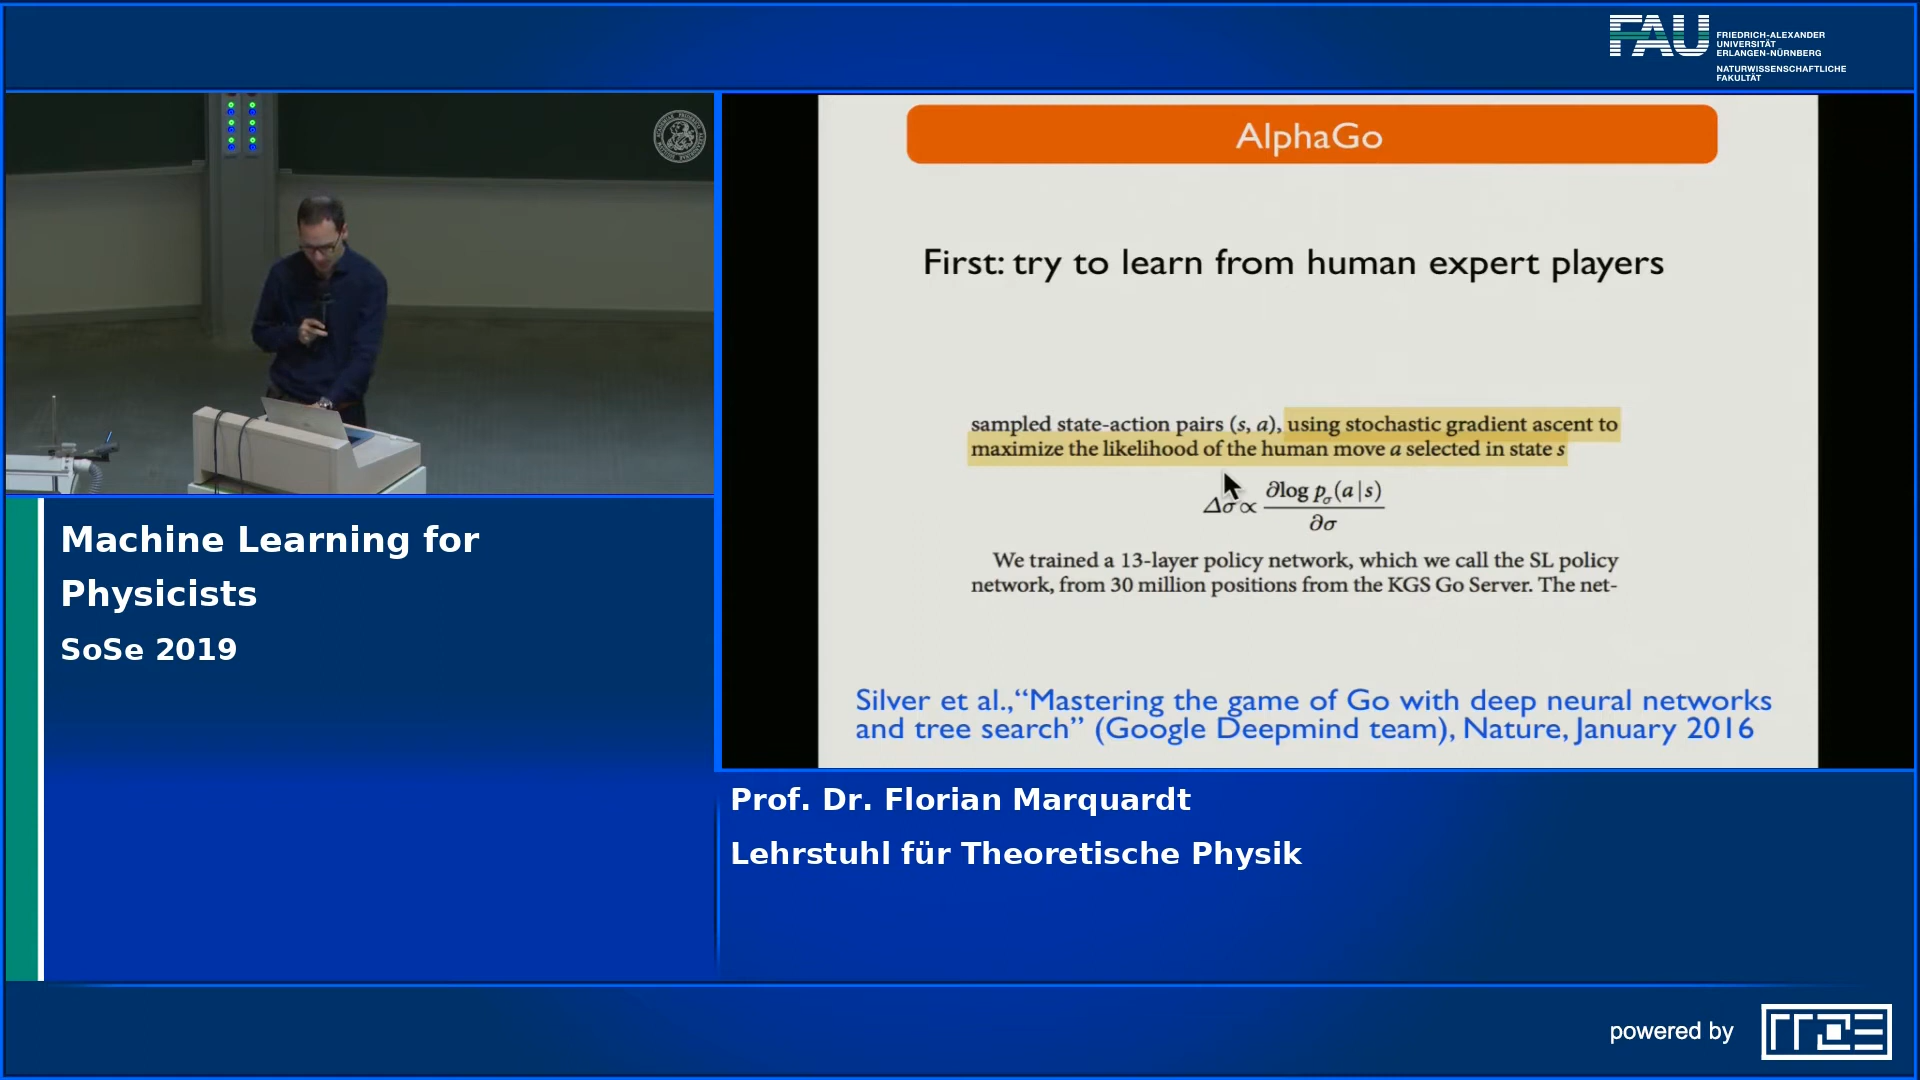 FAU
FRIEDRICH-ALEXANDER
UNIVERSITÄT
ERLANGEN-NÜRNBERG
NATURWISSENSCHAFTLICHE
FAKULTÄT
AlphaGo
First: try to learn from human expert players
sampled state-action pairs (s, a), using stochastic gradient ascent to
maximize the likelihood of the human move a selected in state s
Δσ ∝ ∂log pσ(a|s) / ∂σ
We trained a 13-layer policy network, which we call the SL policy
network, from 30 million positions from the KGS Go Server. The net-
Silver et al.,“Mastering the game of Go with deep neural networks
and tree search” (Google Deepmind team), Nature, January 2016
Machine Learning for
Physicists
SoSe 2019
Prof. Dr. Florian Marquardt
Lehrstuhl für Theoretische Physik
powered by